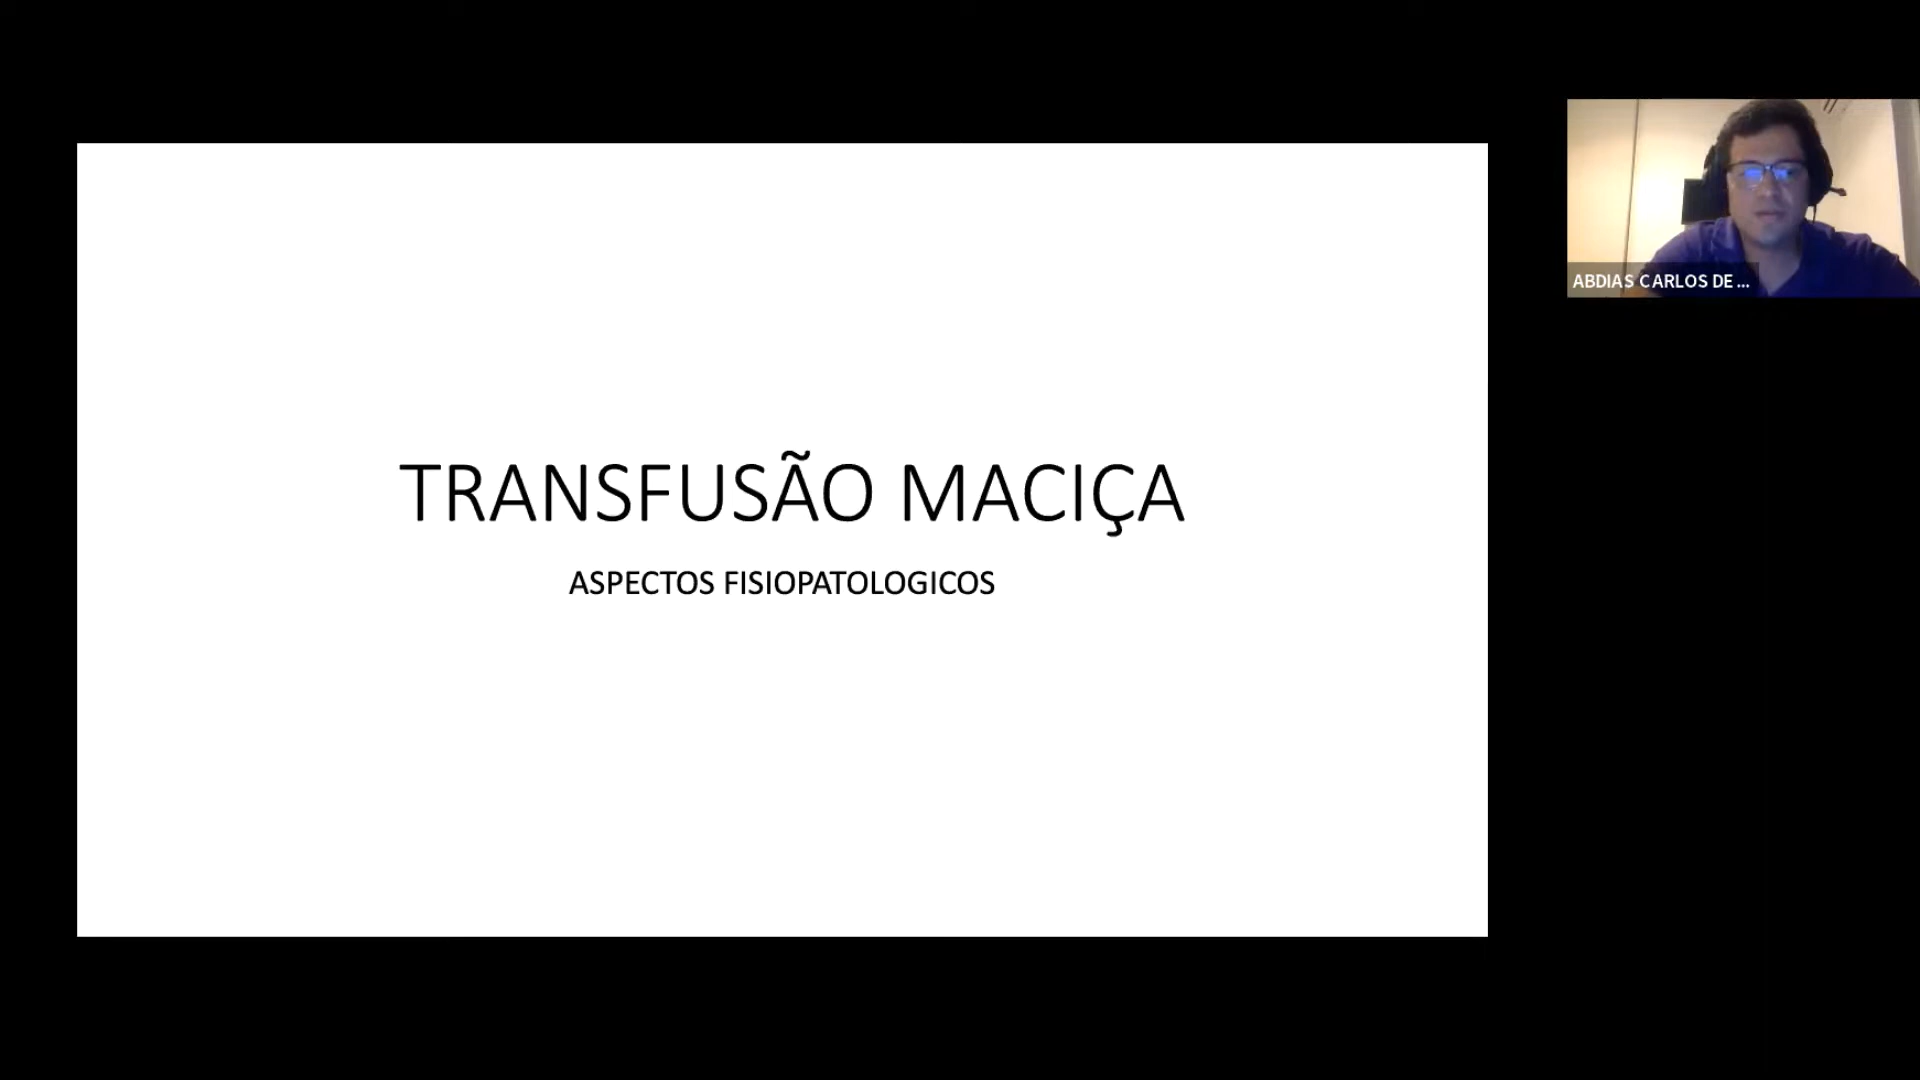 TRANSFUSÃO MACIÇA
ASPECTOS FISIOPATOLOGICOS
ABDIAS CARLOS DE ...